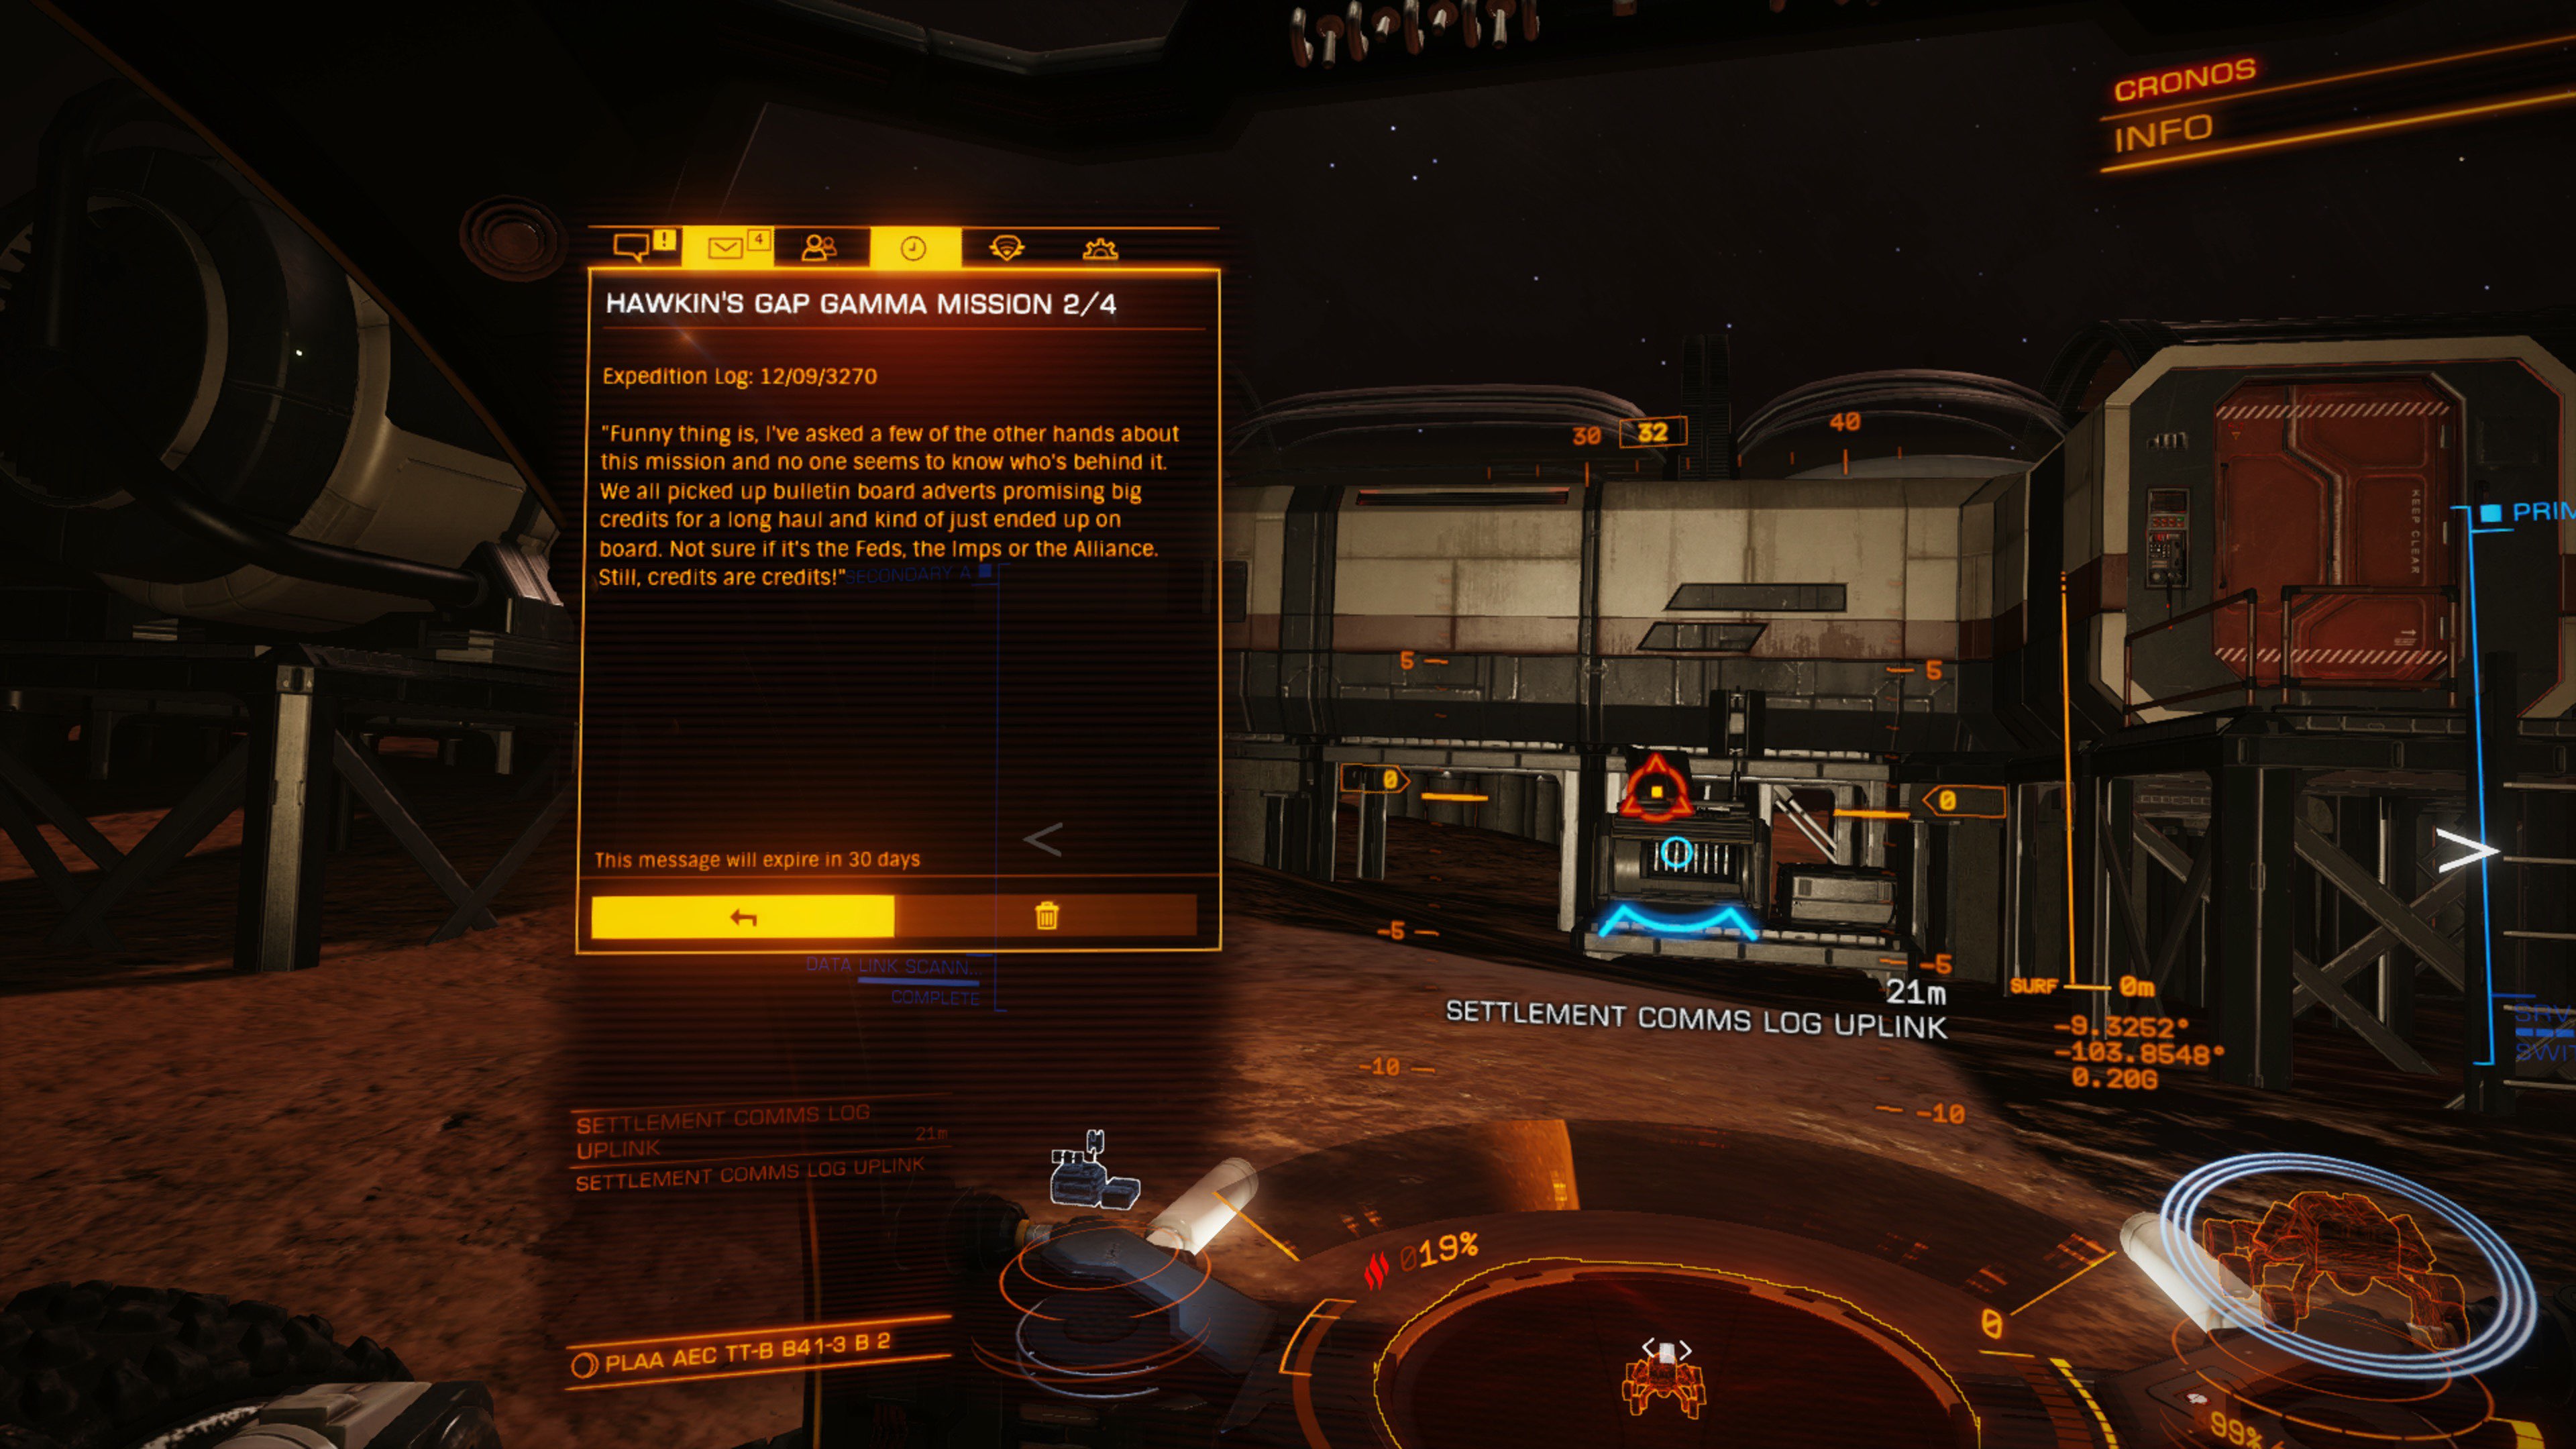 CRONOS
INFO
4
HAWKIN'S GAP GAMMA MISSION 2/4
Expedition Log: 12/09/3270
"Funny thing is, I've asked a few of the other hands about
this mission and no one seems to know who's behind it.
We all picked up bulletin board adverts promising big
credits for a long haul and kind of just ended up on
board. Not sure if it's the Feds, the Imps or the Alliance.
Still, credits are credits!"
SECONDARY A
This message will expire in 30 days
DATA LINK SCANN...
COMPLETE
30 32 40
KEEP CLEAR
5 5
0 0
-5 -5
-10 -10
21m
SETTLEMENT COMMS LOG UPLINK
SURF 0m
-9.3252°
-103.8548°
0.20G
SETTLEMENT COMMS LOG
UPLINK
21m
SETTLEMENT COMMS LOG UPLINK
PLAA AEC TT-B B41-3 B 2
019%
0
99%